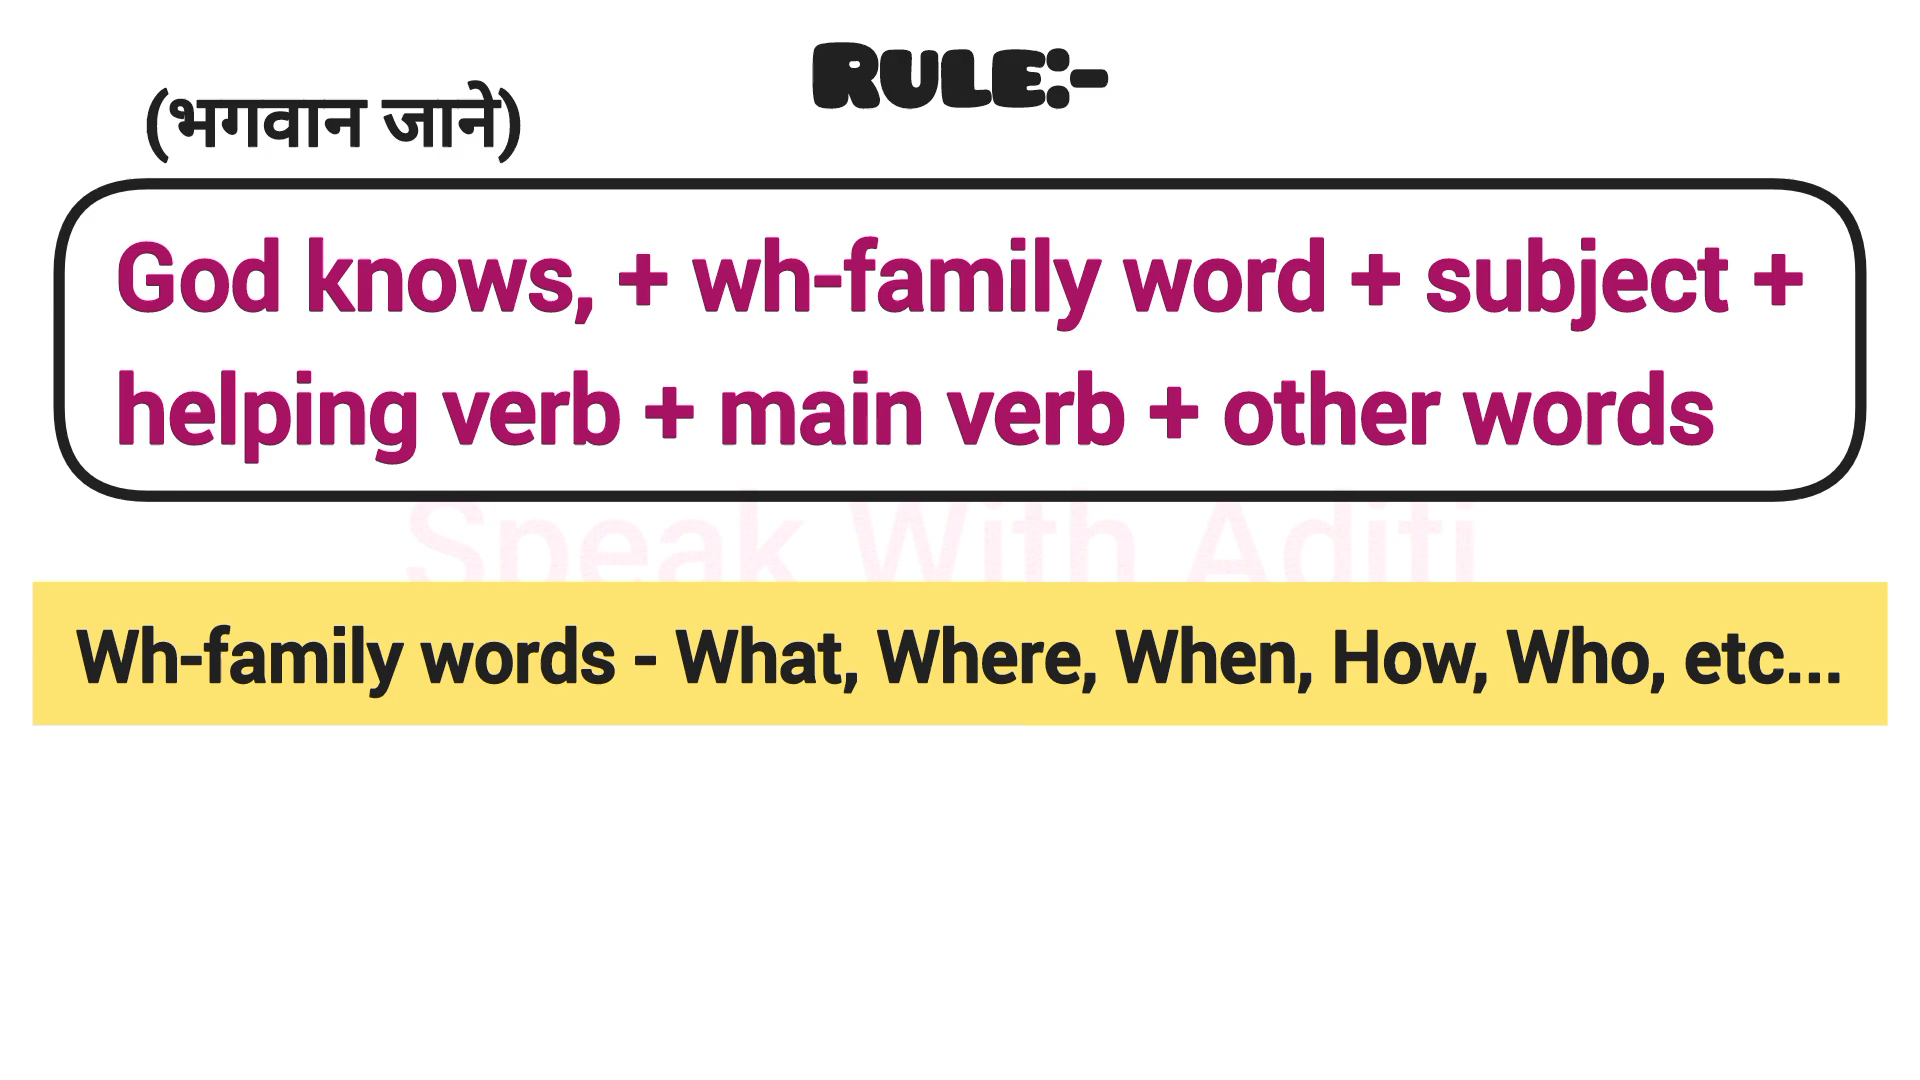 RULE:-
(भगवान जाने)
God knows, + wh-family word + subject +
helping verb + main verb + other words
Speak With Aditi
Wh-family words - What, Where, When, How, Who, etc...